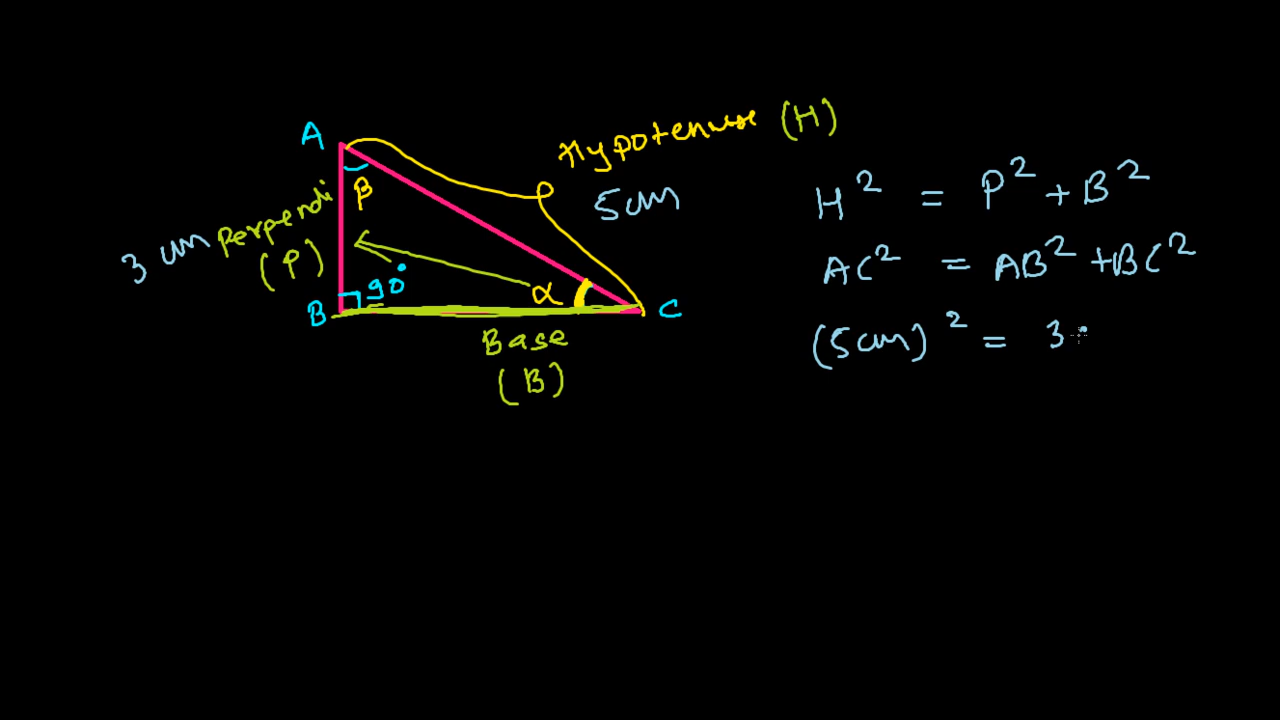 A
Hypotenuse (H)
β
5cm
3 cm
perpendi
(P)
90°
α
B
C
Base
(B)
H² = P² + B²
AC² = AB² + BC²
(5cm)² = 3